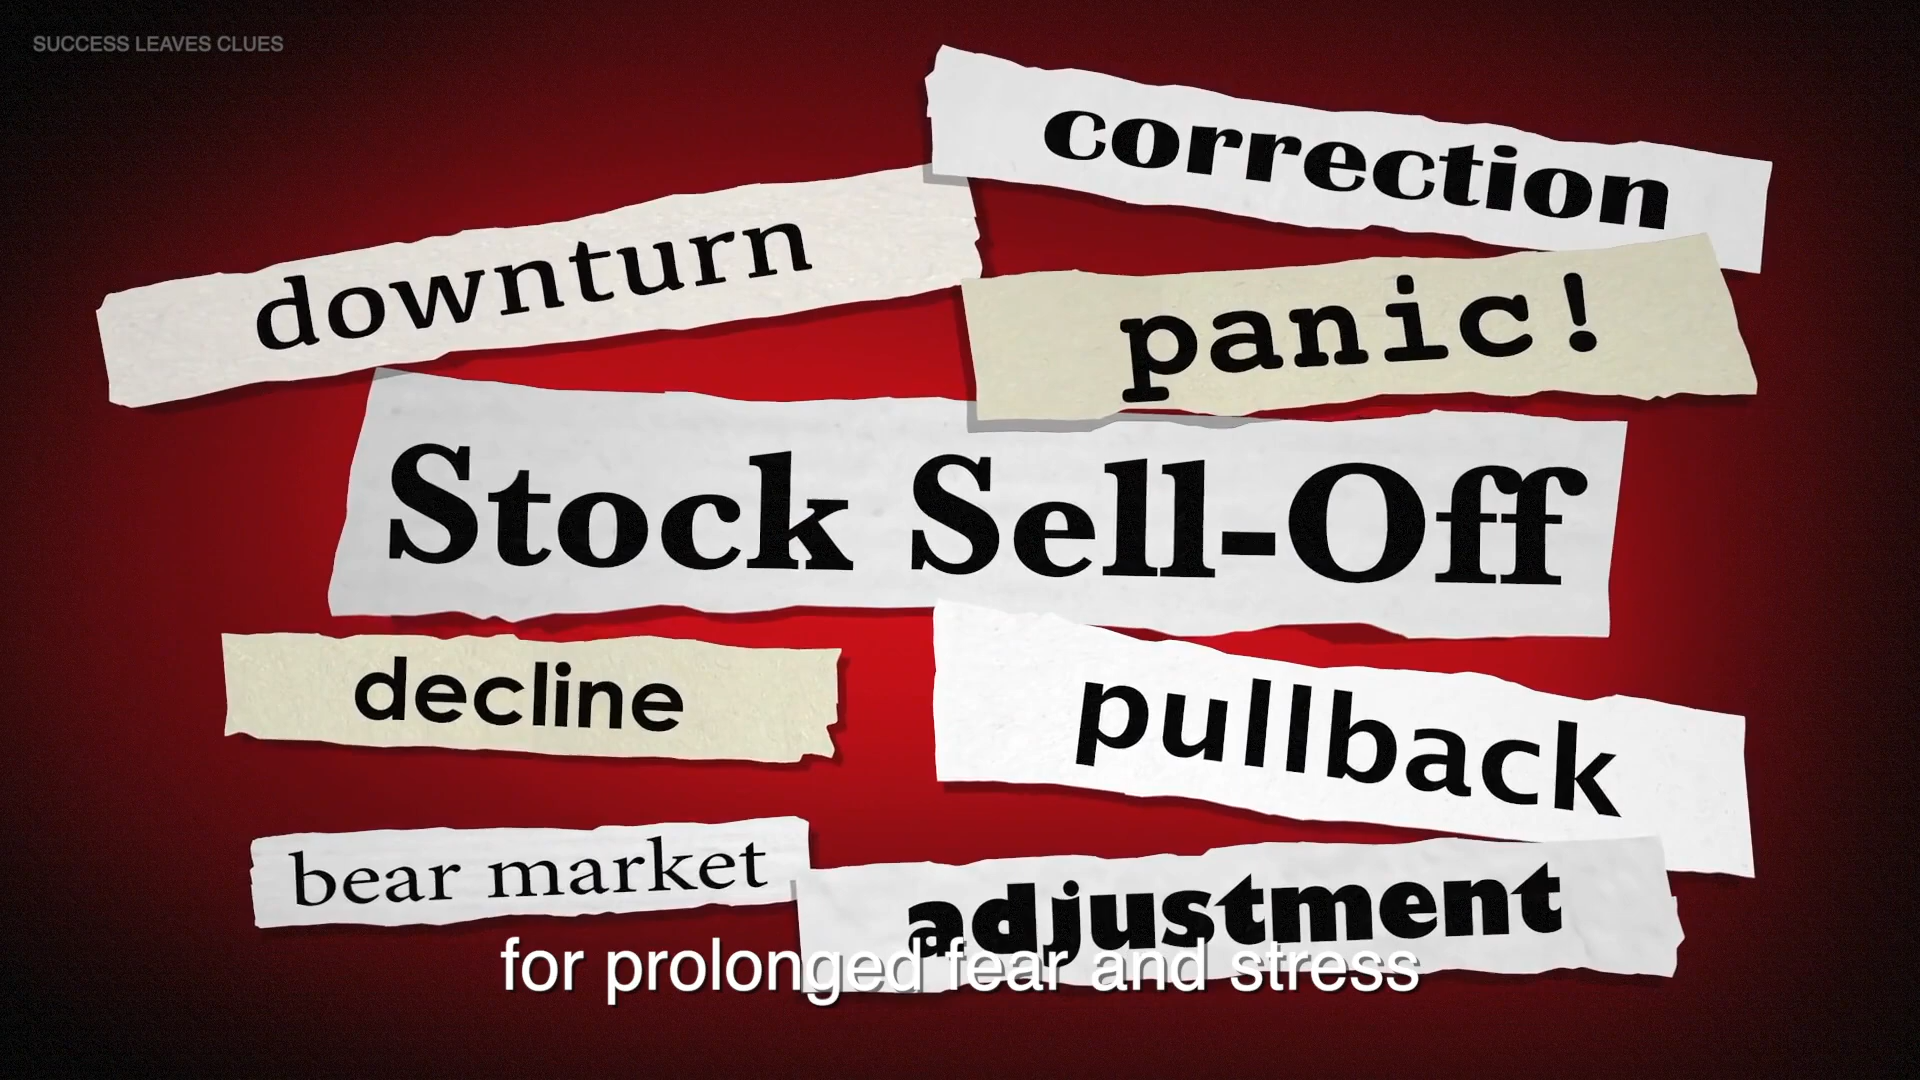 SUCCESS LEAVES CLUES
correction
downturn
panic!
Stock Sell-Off
decline
pullback
bear market
adjustment
for prolonged fear and stress